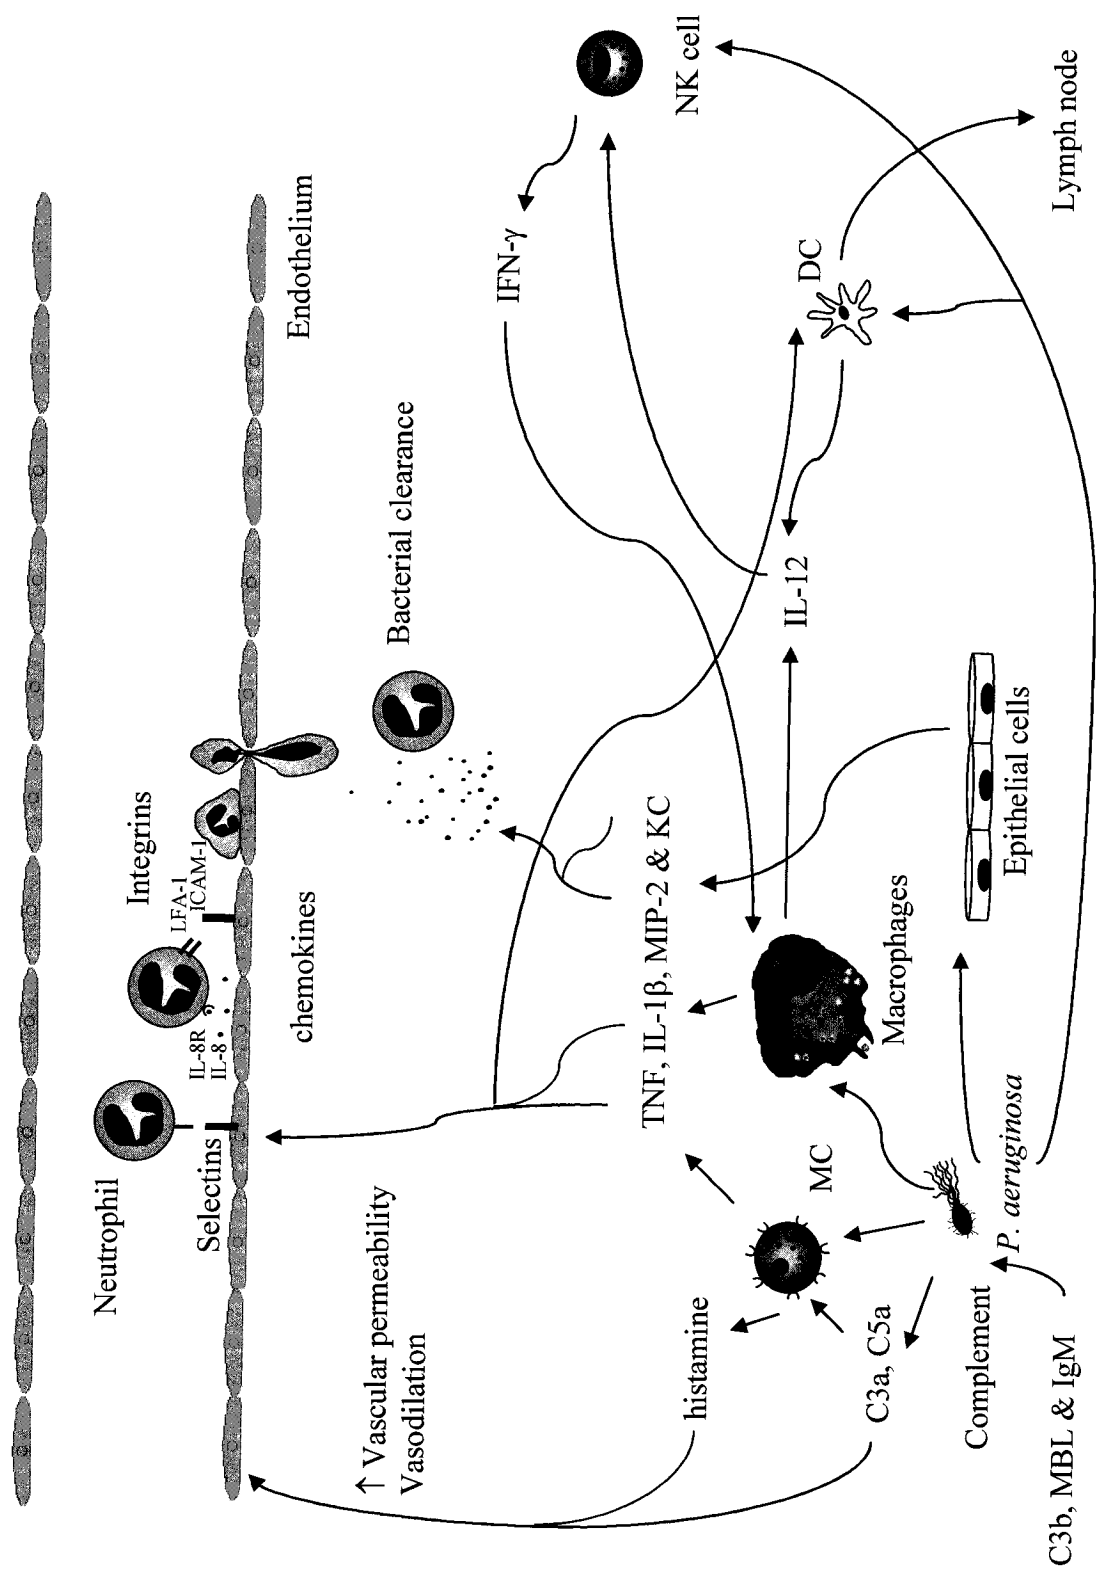 Neutrophil
Selectins
IL-8R
IL-8
Integrins
LFA-1
ICAM-1
chemokines
Endothelium
↑ Vascular permeability
Vasodilation
Bacterial clearance
IFN-γ
NK cell
histamine
TNF, IL-1β, MIP-2 & KC
IL-12
DC
MC
Macrophages
C3a, C5a
Complement
P. aeruginosa
Epithelial cells
Lymph node
C3b, MBL & IgM